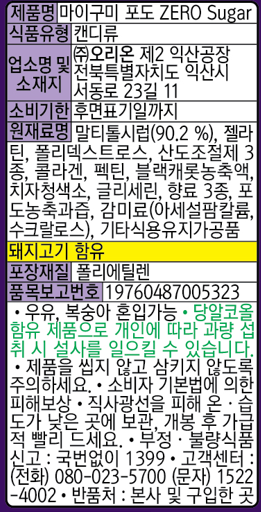 제품명 마이구미 포도 ZERO Sugar
식품유형 캔디류
업소명 및 소재지 ㈜오리온 제2 익산공장
전북특별자치도 익산시
서동로 23길 11
소비기한 후면표기일까지
원재료명 말티톨시럽(90.2 %), 젤라
틴, 폴리덱스트로스, 산도조절제 3
종, 콜라겐, 펙틴, 블랙캐롯농축액,
치자청색소, 글리세린, 향료 3종, 포
도농축과즙, 감미료(아세설팜칼륨,
수크랄로스), 기타식용유지가공품
돼지고기 함유
포장재질 폴리에틸렌
품목보고번호 19760487005323
• 우유, 복숭아 혼입가능 • 당알코올
함유 제품으로 개인에 따라 과량 섭
취 시 설사를 일으킬 수 있습니다.
• 제품을 씹지 않고 삼키지 않도록
주의하세요. • 소비자 기본법에 의한
피해보상 • 직사광선을 피해 온 · 습
도가 낮은 곳에 보관, 개봉 후 가급
적 빨리 드세요. • 부정 · 불량식품
신고 : 국번없이 1399 • 고객센터 :
(전화) 080-023-5700 (문자) 1522
-4002 • 반품처 : 본사 및 구입한 곳